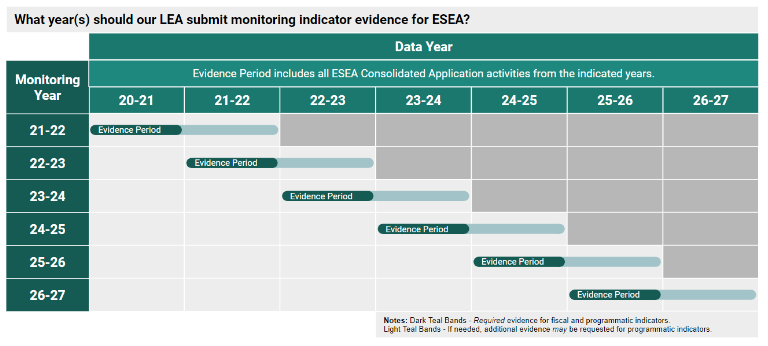 What year(s) should our LEA submit monitoring indicator evidence for ESEA?
Data Year
Monitoring Year
Evidence Period includes all ESEA Consolidated Application activities from the indicated years.
20-21 21-22 22-23 23-24 24-25 25-26 26-27
21-22 Evidence Period
22-23 Evidence Period
23-24 Evidence Period
24-25 Evidence Period
25-26 Evidence Period
26-27 Evidence Period
Notes: Dark Teal Bands - Required evidence for fiscal and programmatic indicators.
Light Teal Bands - If needed, additional evidence may be requested for programmatic indicators.